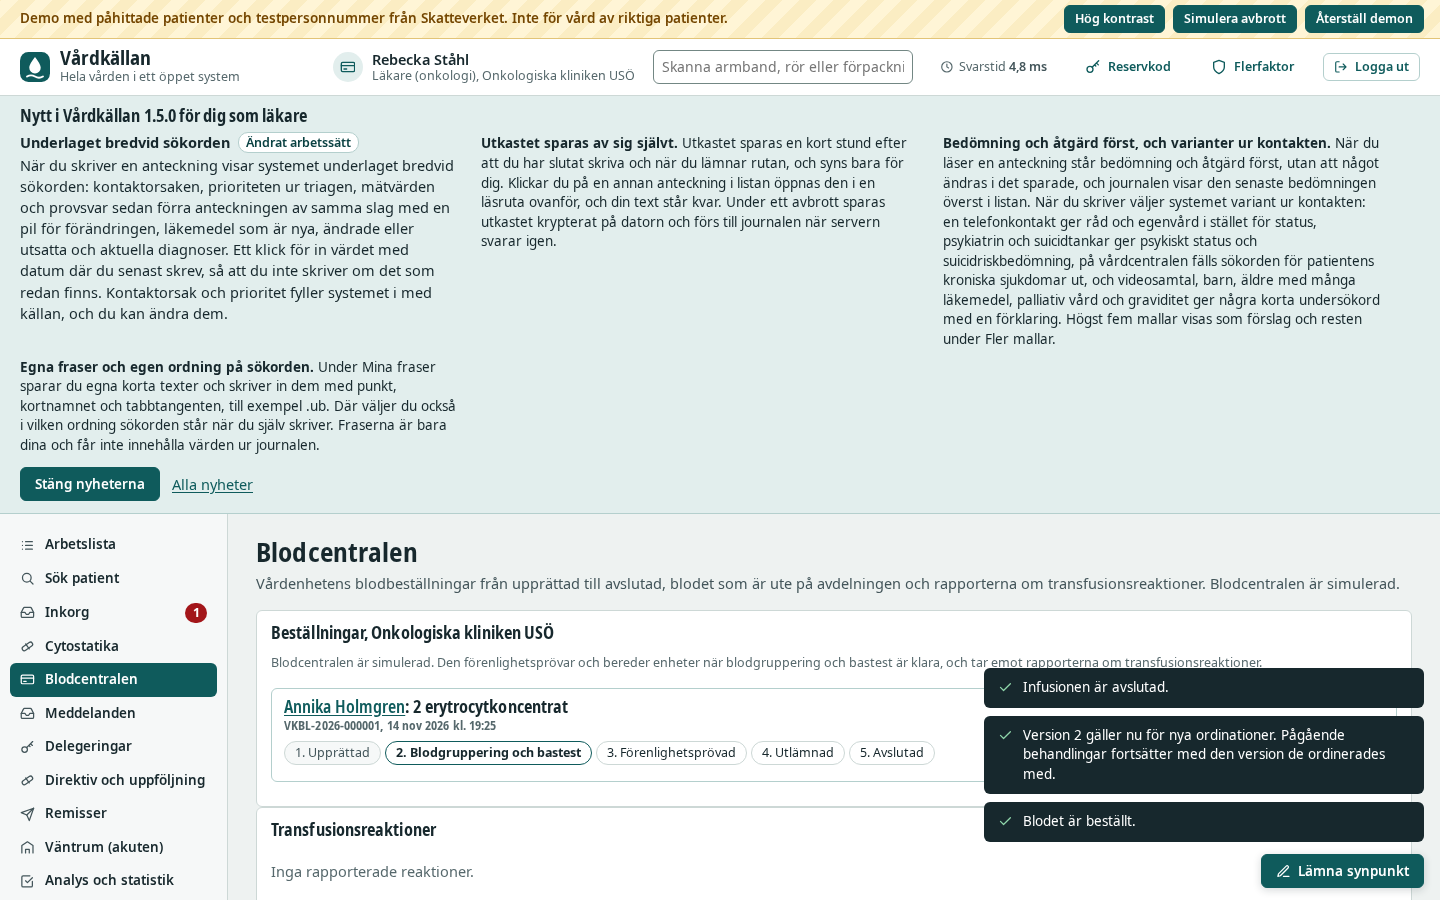 Demo med påhittade patienter och testpersonnummer från Skatteverket. Inte för vård av riktiga patienter.
Hög kontrast
Simulera avbrott
Återställ demon
Vårdkällan
Hela vården i ett öppet system
Rebecka Ståhl
Läkare (onkologi), Onkologiska kliniken USÖ
Skanna armband, rör eller förpackni
Svarstid 4,8 ms
Reservkod
Flerfaktor
Logga ut
Nytt i Vårdkällan 1.5.0 för dig som läkare
Underlaget bredvid sökorden
Ändrat arbetssätt
När du skriver en anteckning visar systemet underlaget bredvid
sökorden: kontaktorsaken, prioriteten ur triagen, mätvärden
och provsvar sedan förra anteckningen av samma slag med en
pil för förändringen, läkemedel som är nya, ändrade eller
utsatta och aktuella diagnoser. Ett klick för in värdet med
datum där du senast skrev, så att du inte skriver om det som
redan finns. Kontaktorsak och prioritet fyller systemet i med
källan, och du kan ändra dem.
Utkastet sparas av sig självt. Utkastet sparas en kort stund efter
att du har slutat skriva och när du lämnar rutan, och syns bara för
dig. Klickar du på en annan anteckning i listan öppnas den i en
läsruta ovanför, och din text står kvar. Under ett avbrott sparas
utkastet krypterat på datorn och förs till journalen när servern
svarar igen.
Bedömning och åtgärd först, och varianter ur kontakten. När du
läser en anteckning står bedömning och åtgärd först, utan att något
ändras i det sparade, och journalen visar den senaste bedömningen
överst i listan. När du skriver väljer systemet variant ur kontakten:
en telefonkontakt ger råd och egenvård i stället för status,
psykiatrin och suicidtankar ger psykiskt status och
suicidriskbedömning, på vårdcentralen fälls sökorden för patientens
kroniska sjukdomar ut, och videosamtal, barn, äldre med många
läkemedel, palliativ vård och graviditet ger några korta undersökord
med en förklaring. Högst fem mallar visas som förslag och resten
under Fler mallar.
Egna fraser och egen ordning på sökorden. Under Mina fraser
sparar du egna korta texter och skriver in dem med punkt,
kortnamnet och tabbtangenten, till exempel .ub. Där väljer du också
i vilken ordning sökorden står när du själv skriver. Fraserna är bara
dina och får inte innehålla värden ur journalen.
Stäng nyheterna
Alla nyheter
Arbetslista
Sök patient
Inkorg
1
Cytostatika
Blodcentralen
Meddelanden
Delegeringar
Direktiv och uppföljning
Remisser
Väntrum (akuten)
Analys och statistik
Blodcentralen
Vårdenhetens blodbeställningar från upprättad till avslutad, blodet som är ute på avdelningen och rapporterna om transfusionsreaktioner. Blodcentralen är simulerad.
Beställningar, Onkologiska kliniken USÖ
Blodcentralen är simulerad. Den förenlighetsprövar och bereder enheter när blodgruppering och bastest är klara, och tar emot rapporterna om transfusionsreaktioner.
Annika Holmgren: 2 erytrocytkoncentrat
VKBL-2026-000001, 14 nov 2026 kl. 19:25
1. Upprättad
2. Blodgruppering och bastest
3. Förenlighetsprövad
4. Utlämnad
5. Avslutad
Transfusionsreaktioner
Inga rapporterade reaktioner.
Infusionen är avslutad.
Version 2 gäller nu för nya ordinationer. Pågående
behandlingar fortsätter med den version de ordinerades
med.
Blodet är beställt.
Lämna synpunkt